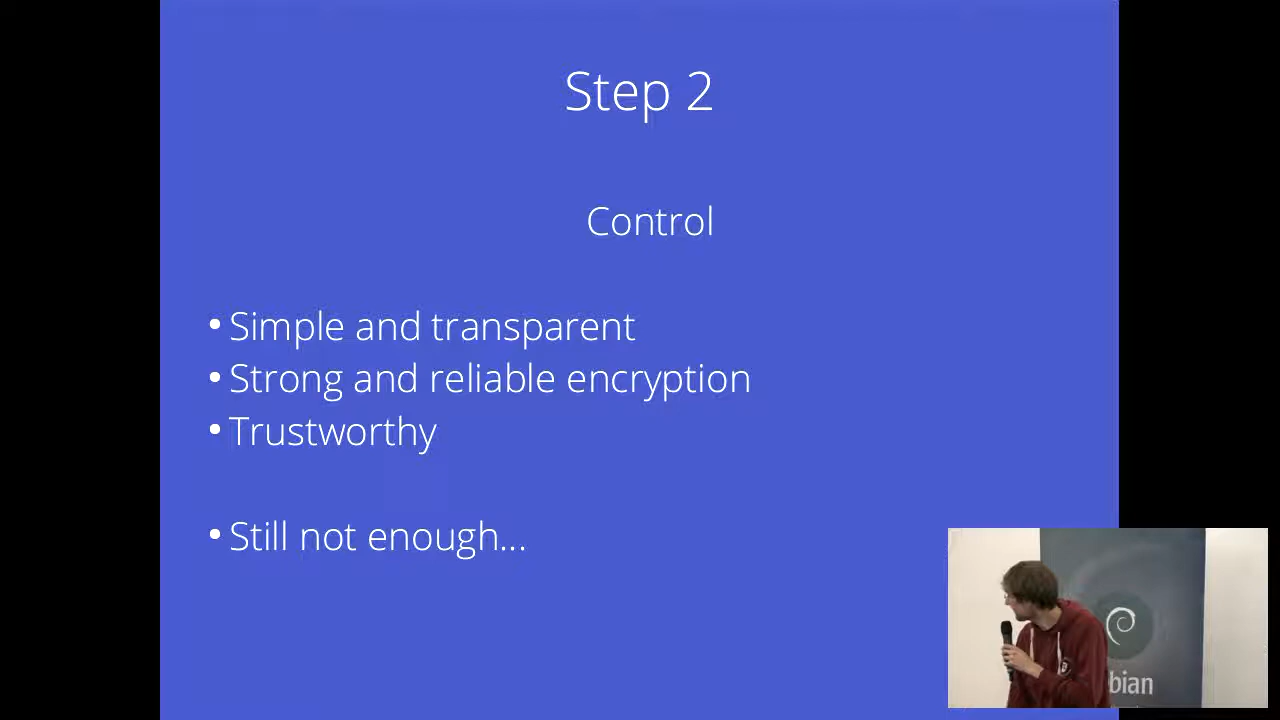 Step 2
Control
• Simple and transparent
• Strong and reliable encryption
• Trustworthy
• Still not enough...
bian